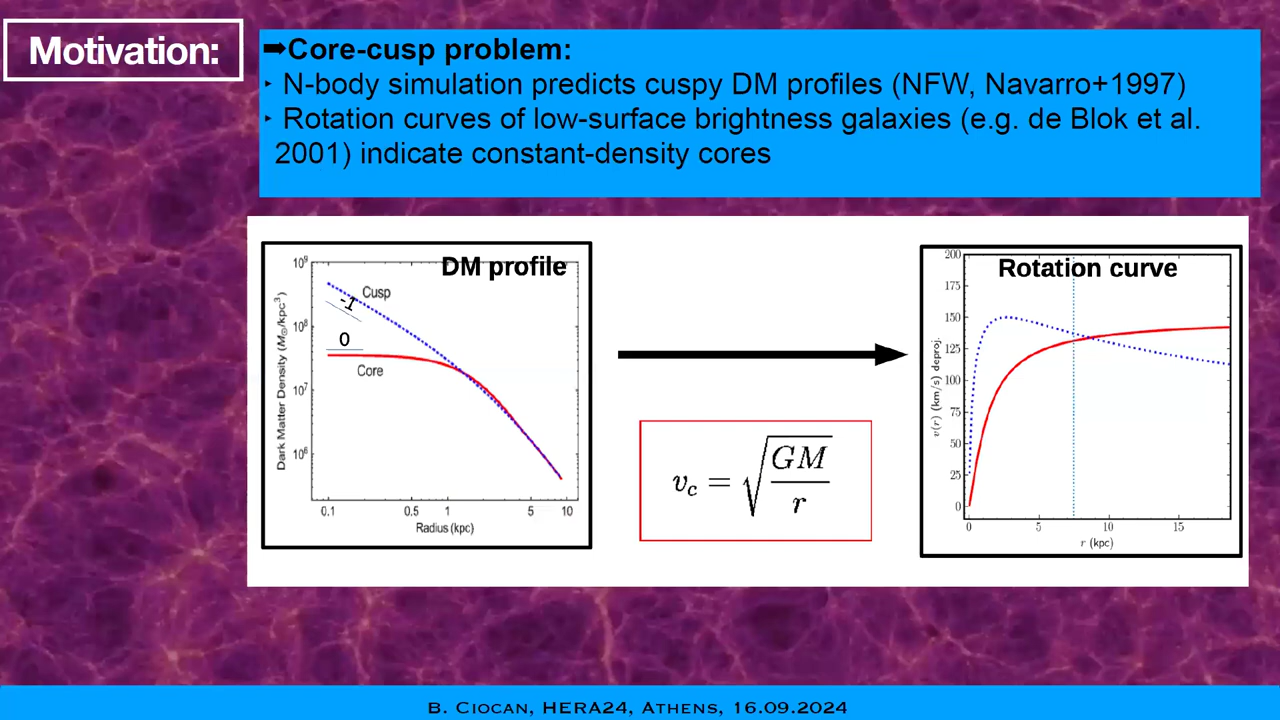 Motivation:
➡Core-cusp problem:
‣ N-body simulation predicts cuspy DM profiles (NFW, Navarro+1997)
‣ Rotation curves of low-surface brightness galaxies (e.g. de Blok et al.
2001) indicate constant-density cores
DM profile
Dark Matter Density (M⊙/kpc³)
10⁹
10⁸
10⁷
10⁶
Cusp
-1
0
Core
0.1 0.5 1 5 10
Radius (kpc)
v_c = √(GM/r)
Rotation curve
v(r) (km/s) deproj.
200
175
150
125
100
75
50
25
0
0 5 10 15
r (kpc)
B. Ciocan, HERA24, Athens, 16.09.2024